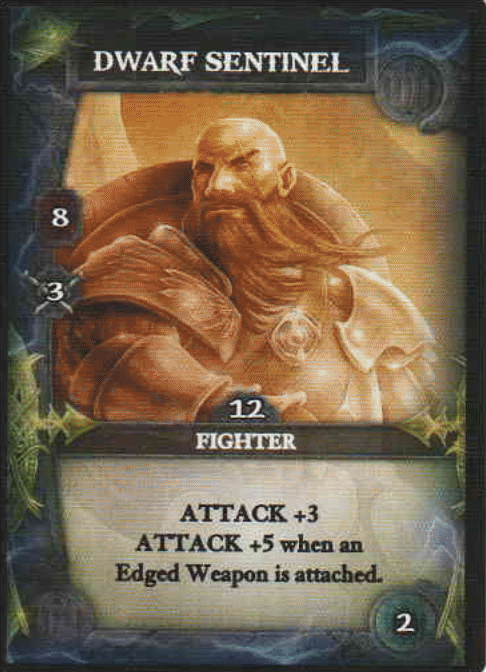 DWARF SENTINEL
8
3
12
FIGHTER
ATTACK +3
ATTACK +5 when an
Edged Weapon is attached.
2